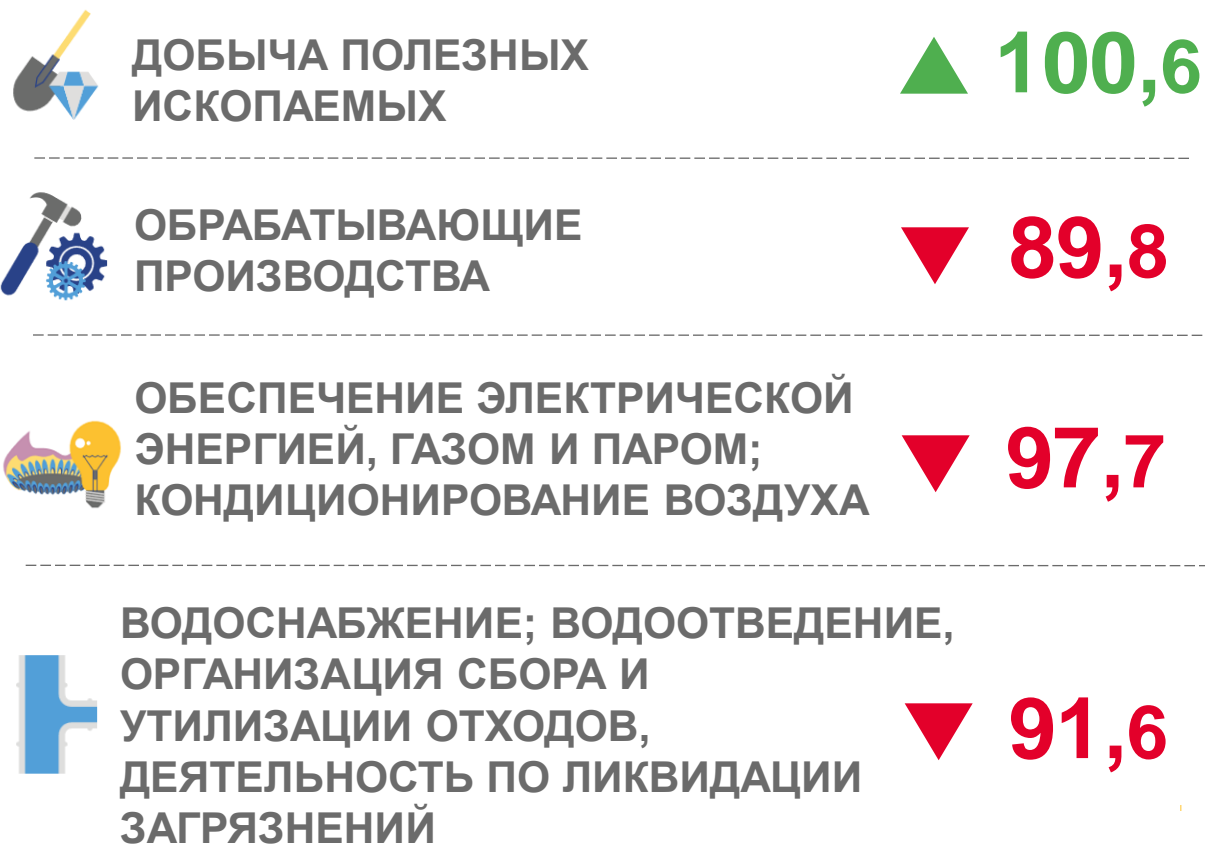 ДОБЫЧА ПОЛЕЗНЫХ
ИСКОПАЕМЫХ
100,6
ОБРАБАТЫВАЮЩИЕ
ПРОИЗВОДСТВА
89,8
ОБЕСПЕЧЕНИЕ ЭЛЕКТРИЧЕСКОЙ
ЭНЕРГИЕЙ, ГАЗОМ И ПАРОМ;
КОНДИЦИОНИРОВАНИЕ ВОЗДУХА
97,7
ВОДОСНАБЖЕНИЕ; ВОДООТВЕДЕНИЕ,
ОРГАНИЗАЦИЯ СБОРА И
УТИЛИЗАЦИИ ОТХОДОВ,
ДЕЯТЕЛЬНОСТЬ ПО ЛИКВИДАЦИИ
ЗАГРЯЗНЕНИЙ
91,6